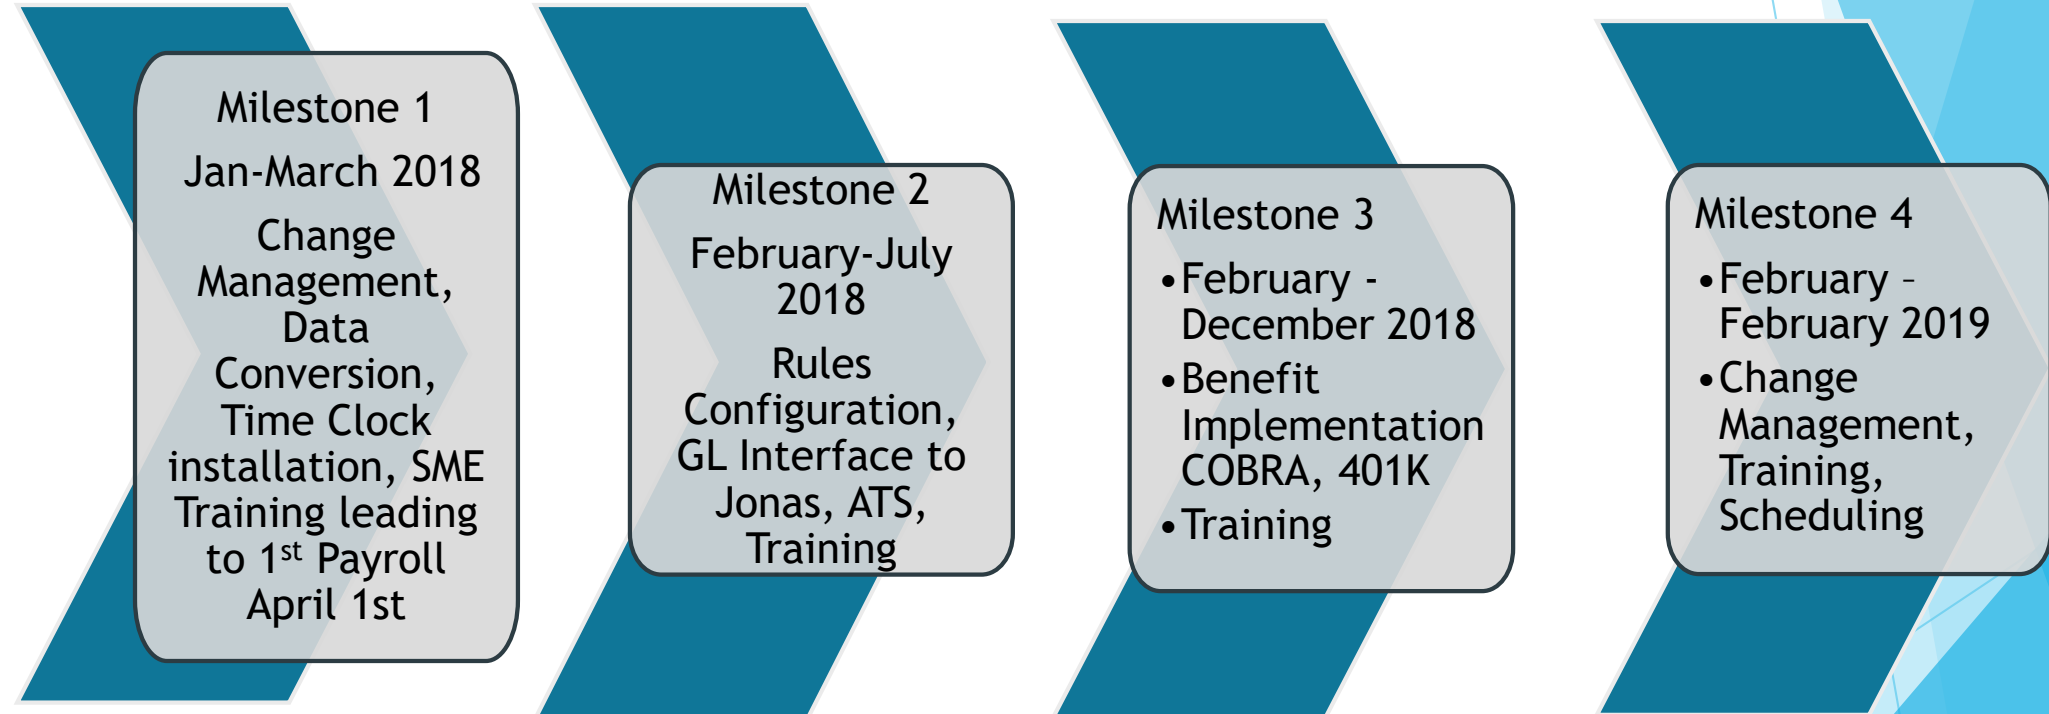 Milestone 1
Jan-March 2018
Change
Management,
Data
Conversion,
Time Clock
installation, SME
Training leading
to 1st Payroll
April 1st
Milestone 2
February-July
2018
Rules
Configuration,
GL Interface to
Jonas, ATS,
Training
Milestone 3
•February -
December 2018
•Benefit
Implementation
COBRA, 401K
•Training
Milestone 4
•February –
February 2019
•Change
Management,
Training,
Scheduling